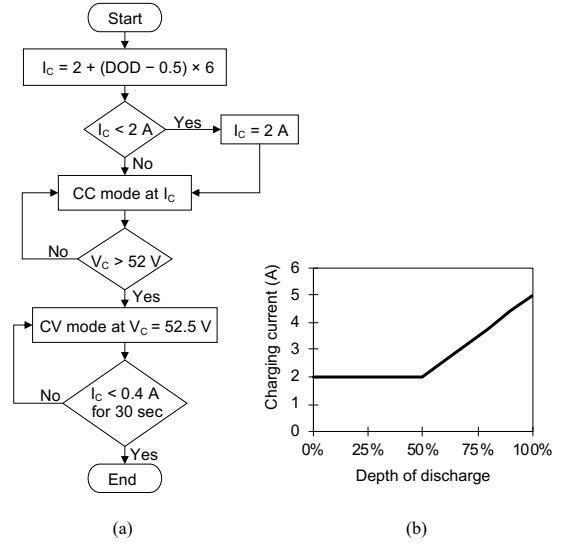 Start
I_C = 2 + (DOD − 0.5) × 6
I_C < 2 A
Yes
I_C = 2 A
No
CC mode at I_C
No
V_C > 52 V
Yes
CV mode at V_C = 52.5 V
No
I_C < 0.4 A
for 30 sec
Yes
End
(a)
Charging current (A)
6
5
4
3
2
1
0
0% 25% 50% 75% 100%
Depth of discharge
(b)